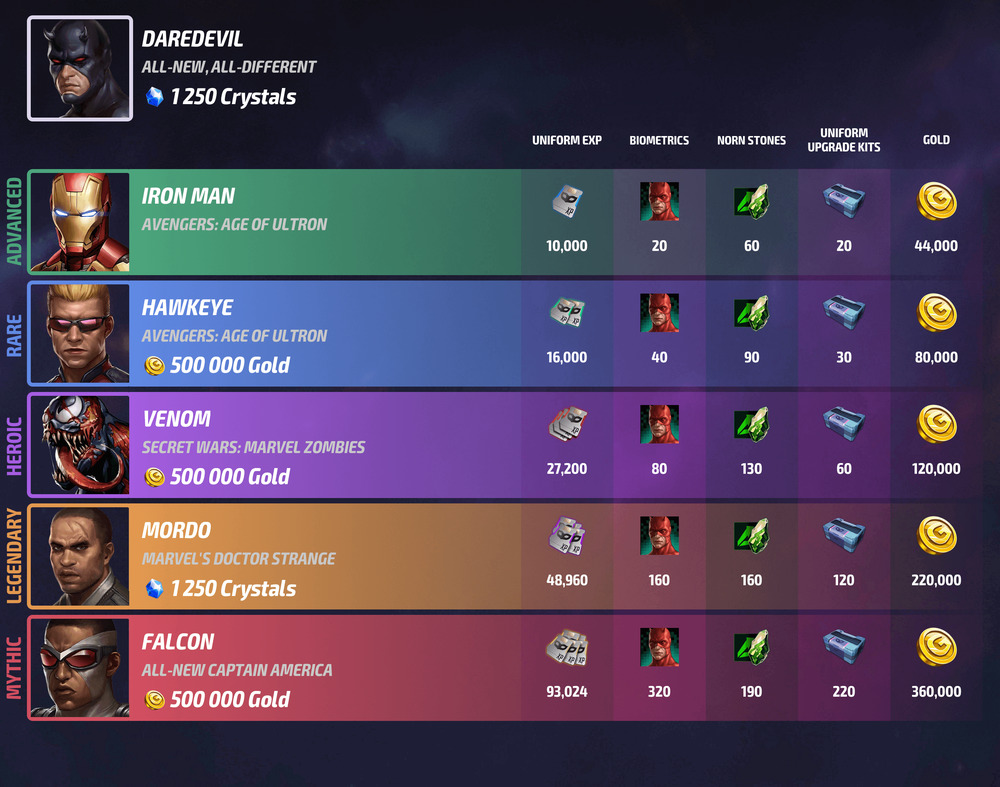 DAREDEVIL
ALL-NEW, ALL-DIFFERENT
1 250 Crystals
UNIFORM EXP
BIOMETRICS
NORN STONES
UNIFORM
UPGRADE KITS
GOLD
ADVANCED
IRON MAN
AVENGERS: AGE OF ULTRON
10,000
20
60
20
44,000
RARE
HAWKEYE
AVENGERS: AGE OF ULTRON
500 000 Gold
16,000
40
90
30
80,000
HEROIC
VENOM
SECRET WARS: MARVEL ZOMBIES
500 000 Gold
27,200
80
130
60
120,000
LEGENDARY
MORDO
MARVEL'S DOCTOR STRANGE
1 250 Crystals
48,960
160
160
120
220,000
MYTHIC
FALCON
ALL-NEW CAPTAIN AMERICA
500 000 Gold
93,024
320
190
220
360,000